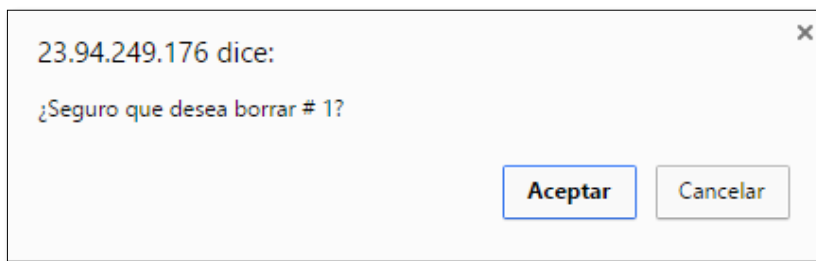 23.94.249.176 dice:
¿Seguro que desea borrar # 1?
Aceptar Cancelar